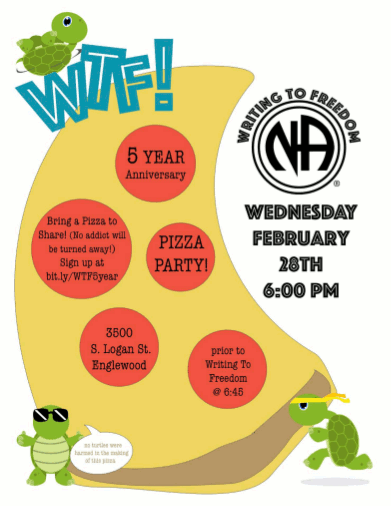 WTF!
WRITING TO FREEDOM
NA
®
WEDNESDAY
FEBRUARY
28TH
6:00 PM
5 YEAR
Anniversary
Bring a Pizza to
Share! (No addict will
be turned away!)
Sign up at
bit.ly/WTF5year
PIZZA
PARTY!
3500
S. Logan St.
Englewood
prior to
Writing To
Freedom
@ 6:45
no turtles were
harmed in the making
of this pizza